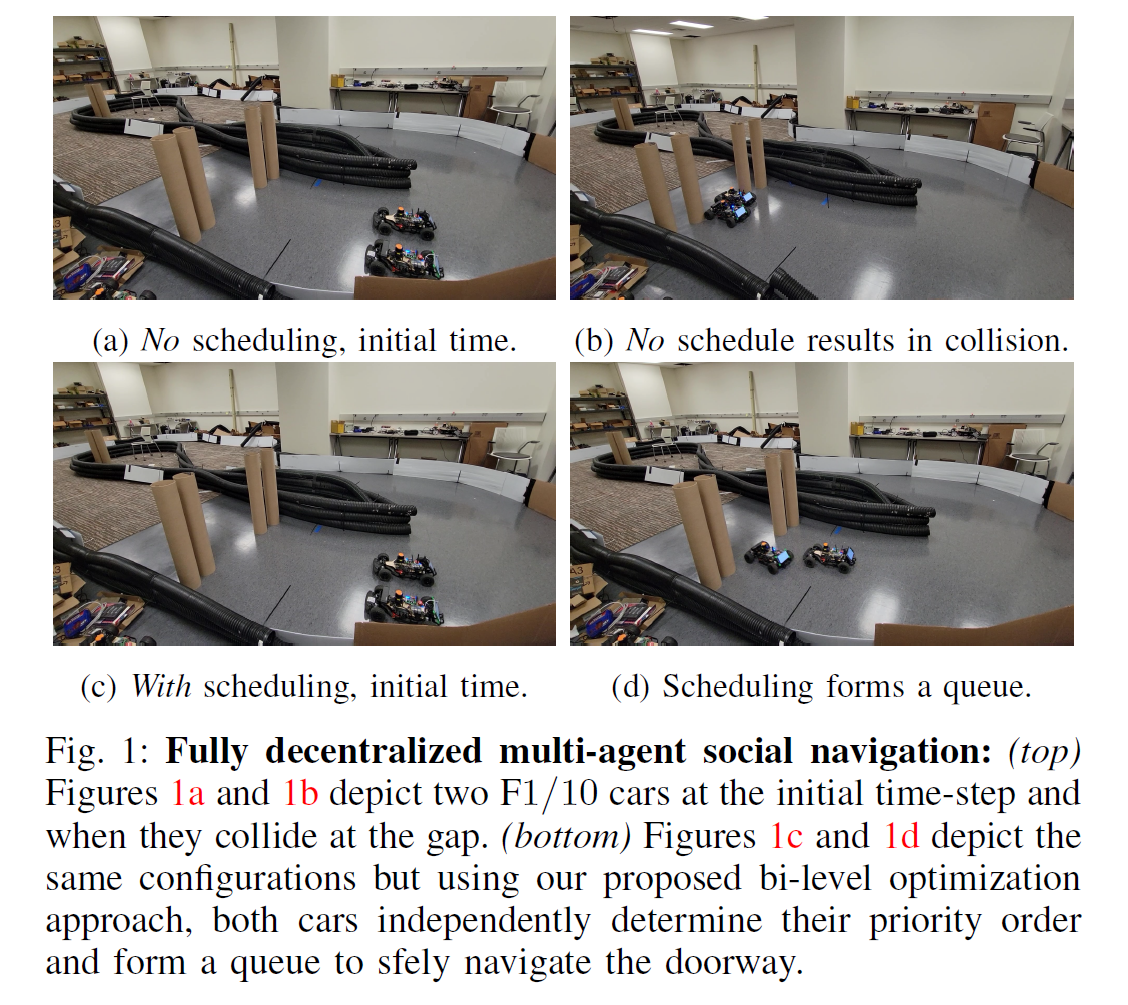 (a) No scheduling, initial time.
(b) No schedule results in collision.
(c) With scheduling, initial time.
(d) Scheduling forms a queue.
Fig. 1: Fully decentralized multi-agent social navigation: (top)
Figures 1a and 1b depict two F1/10 cars at the initial time-step and
when they collide at the gap. (bottom) Figures 1c and 1d depict the
same configurations but using our proposed bi-level optimization
approach, both cars independently determine their priority order
and form a queue to sfely navigate the doorway.